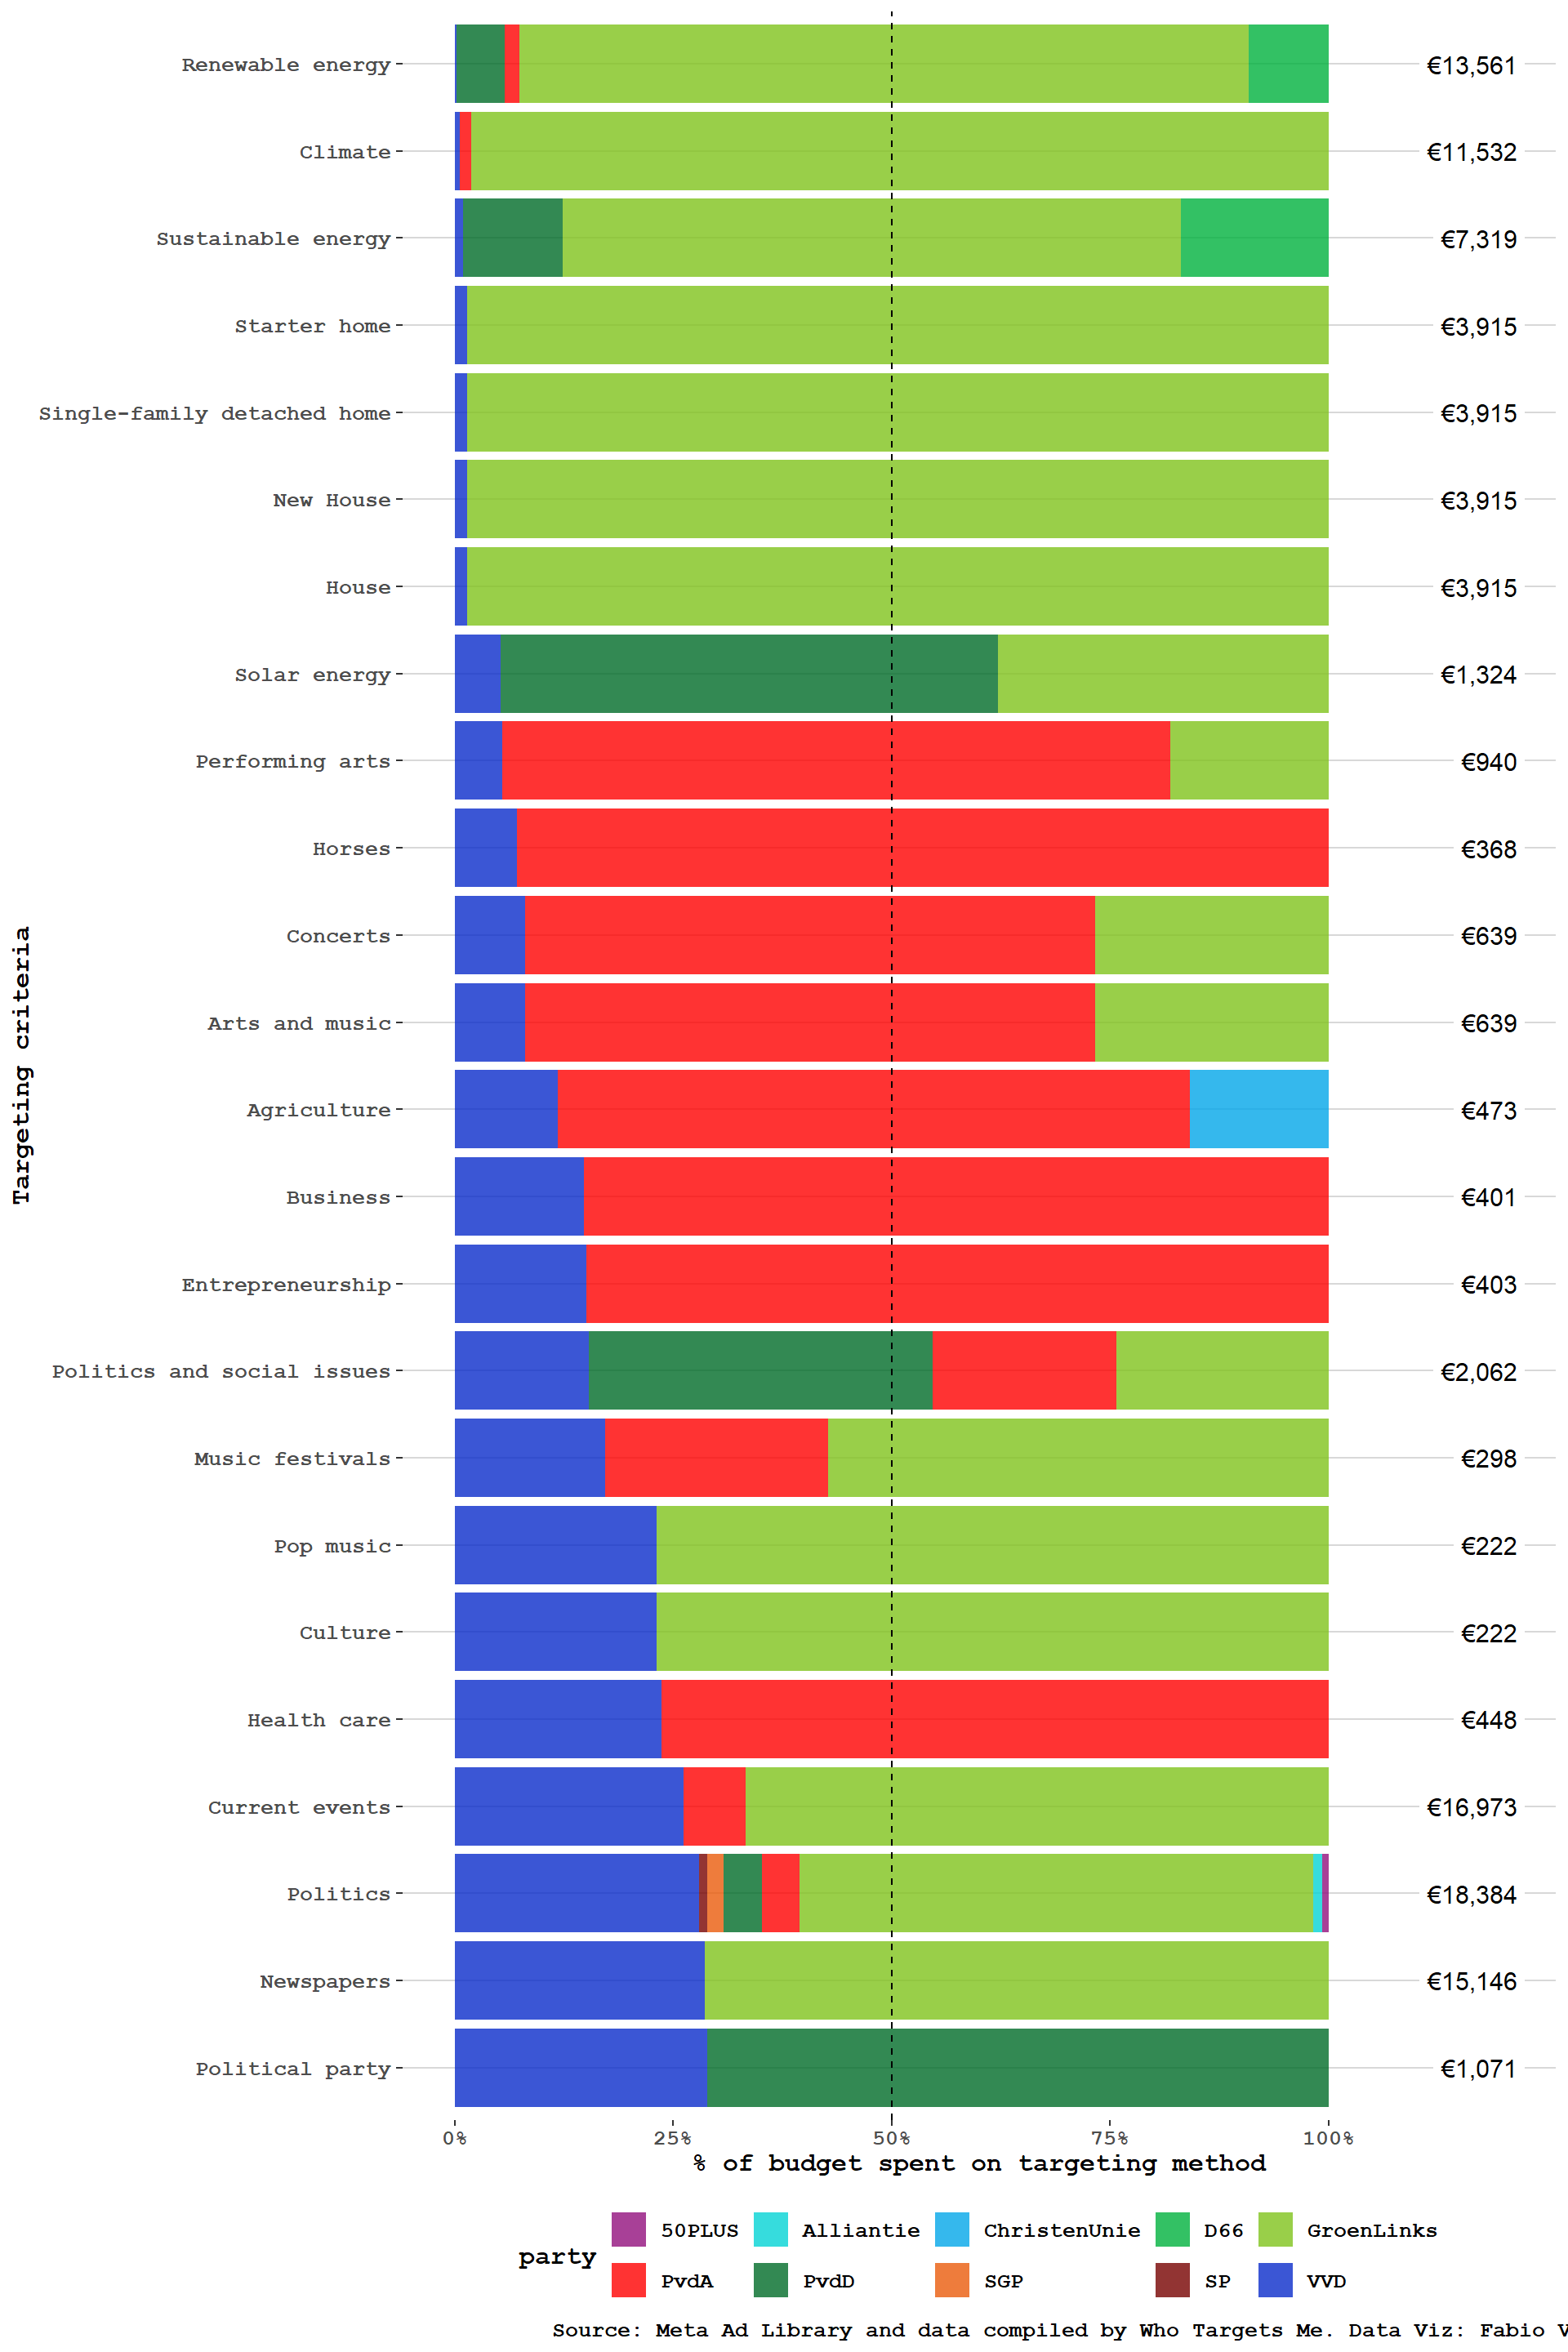 Renewable energy €13,561
Climate €11,532
Sustainable energy €7,319
Starter home €3,915
Single-family detached home €3,915
New House €3,915
House €3,915
Solar energy €1,324
Performing arts €940
Horses €368
Concerts €639
Arts and music €639
Agriculture €473
Business €401
Entrepreneurship €403
Politics and social issues €2,062
Music festivals €298
Pop music €222
Culture €222
Health care €448
Current events €16,973
Politics €18,384
Newspapers €15,146
Political party €1,071
Targeting criteria
0% 25% 50% 75% 100%
% of budget spent on targeting method
party
50PLUS Alliantie ChristenUnie D66 GroenLinks
PvdA PvdD SGP SP VVD
Source: Meta Ad Library and data compiled by Who Targets Me. Data Viz: Fabio